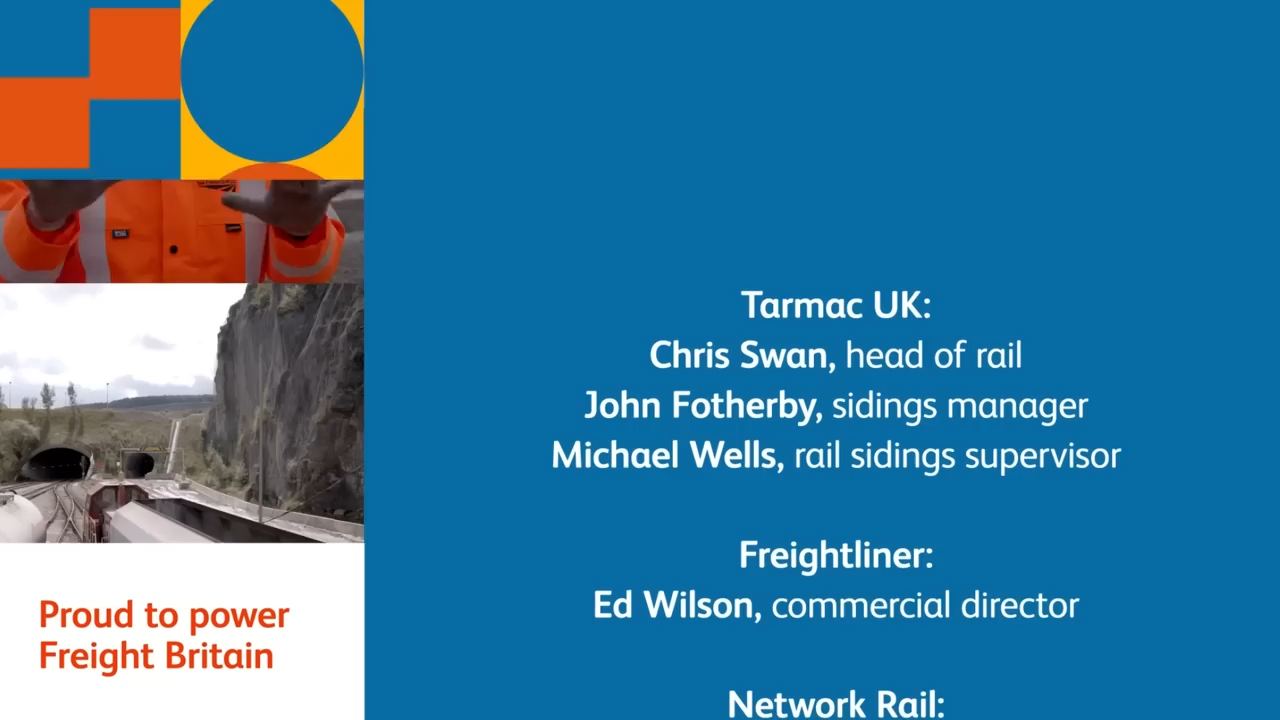 Tarmac UK:
Chris Swan, head of rail
John Fotherby, sidings manager
Michael Wells, rail sidings supervisor
Freightliner:
Ed Wilson, commercial director
Network Rail:
Proud to power
Freight Britain